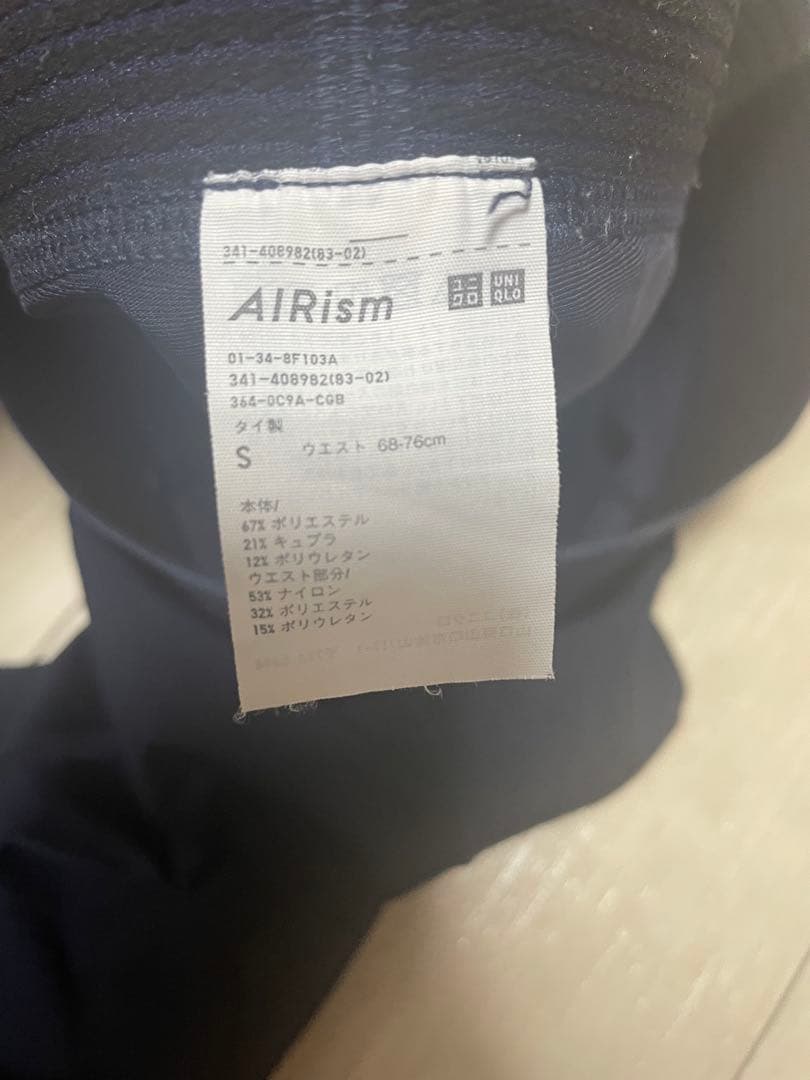 341-408982(83-02)
AIRism
ユニクロ UNIQLO
01-34-8F103A
341-408982(83-02)
364-0C9A-CGB
タイ製
S ウエスト 68-76cm
本体/
67% ポリエステル
21% キュプラ
12% ポリウレタン
ウエスト部分/
53% ナイロン
32% ポリエステル
15% ポリウレタン